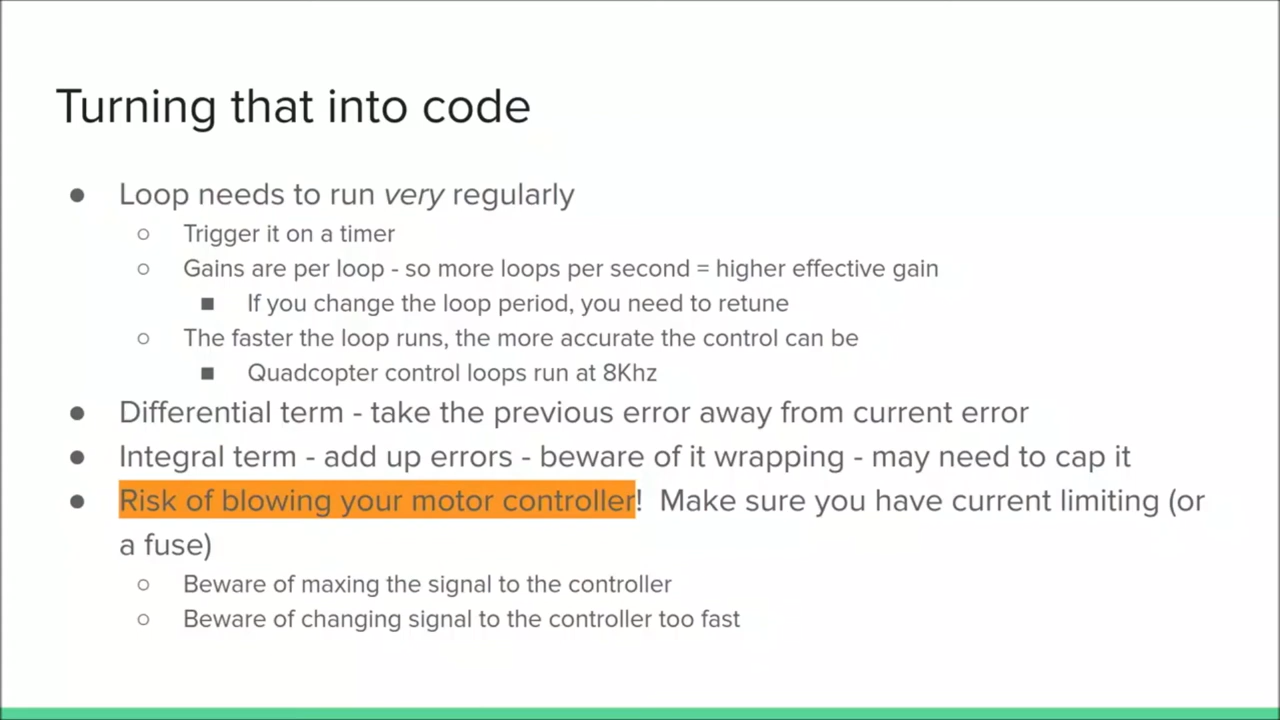 Turning that into code
● Loop needs to run very regularly
○ Trigger it on a timer
○ Gains are per loop - so more loops per second = higher effective gain
■ If you change the loop period, you need to retune
○ The faster the loop runs, the more accurate the control can be
■ Quadcopter control loops run at 8Khz
● Differential term - take the previous error away from current error
● Integral term - add up errors - beware of it wrapping - may need to cap it
● Risk of blowing your motor controller!  Make sure you have current limiting (or
a fuse)
○ Beware of maxing the signal to the controller
○ Beware of changing signal to the controller too fast